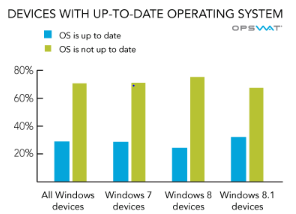 DEVICES WITH UP-TO-DATE OPERATING SYSTEM
OPSWAT
OS is up to date
OS is not up to date
80%
60%
40%
20%
All Windows devices
Windows 7 devices
Windows 8 devices
Windows 8.1 devices